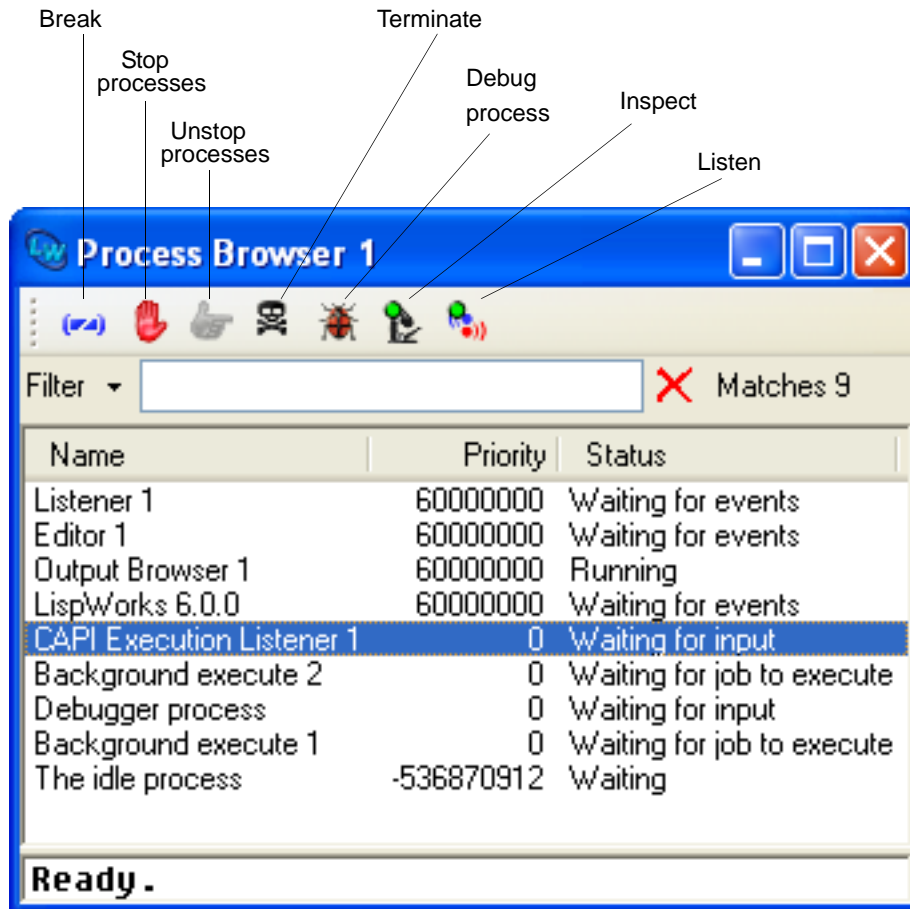 Break
Terminate
Stop
processes
Debug
process
Inspect
Unstop
processes
Listen
LW Process Browser 1
Filter
Matches 9
Name Priority Status
Listener 1 60000000 Waiting for events
Editor 1 60000000 Waiting for events
Output Browser 1 60000000 Running
LispWorks 6.0.0 60000000 Waiting for events
CAPI Execution Listener 1 0 Waiting for input
Background execute 2 0 Waiting for job to execute
Debugger process 0 Waiting for input
Background execute 1 0 Waiting for job to execute
The idle process -536870912 Waiting
Ready.